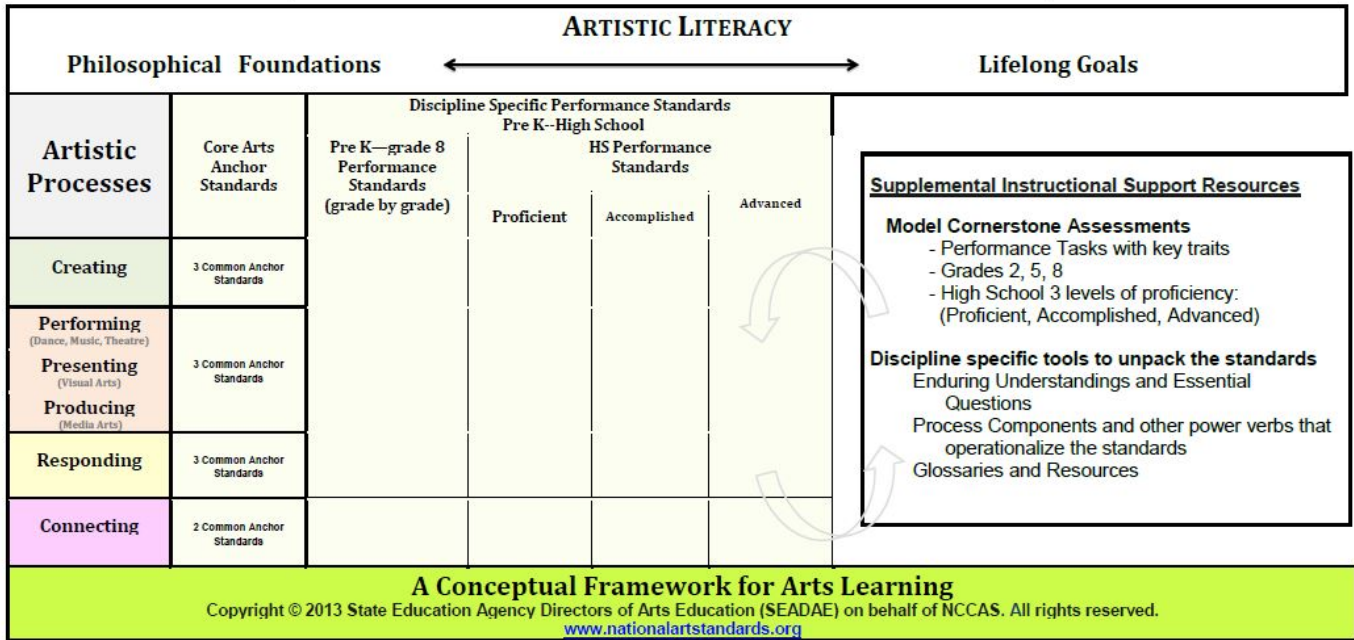 ARTISTIC LITERACY
Philosophical Foundations
Lifelong Goals
Artistic
Processes
Core Arts
Anchor
Standards
Discipline Specific Performance Standards
Pre K--High School
Pre K—grade 8
Performance
Standards
(grade by grade)
HS Performance
Standards
Proficient
Accomplished
Advanced
Creating
3 Common Anchor
Standards
Performing
(Dance, Music, Theatre)
Presenting
(Visual Arts)
Producing
(Media Arts)
3 Common Anchor
Standards
Responding
3 Common Anchor
Standards
Connecting
2 Common Anchor
Standards
Supplemental Instructional Support Resources
Model Cornerstone Assessments
- Performance Tasks with key traits
- Grades 2, 5, 8
- High School 3 levels of proficiency:
(Proficient, Accomplished, Advanced)
Discipline specific tools to unpack the standards
Enduring Understandings and Essential
Questions
Process Components and other power verbs that
operationalize the standards
Glossaries and Resources
A Conceptual Framework for Arts Learning
Copyright © 2013 State Education Agency Directors of Arts Education (SEADAE) on behalf of NCCAS. All rights reserved.
www.nationalartstandards.org